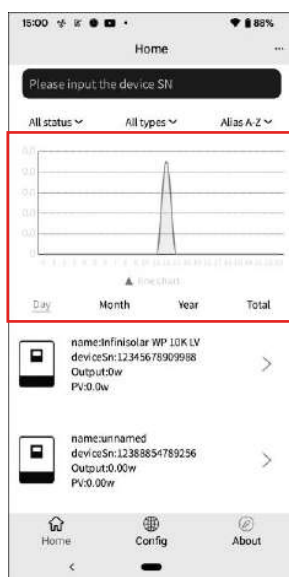 15:00 88%
Home ...
Please input the device SN
All status All types Alias A-Z
line chart
Day Month Year Total
name:Infinisolar WP 10K LV
deviceSn:12345678909988
Output:0w
PV:0.0w
name:unnamed
deviceSn:12388854789256
Output:0.00w
PV:0.00w
Home Config About